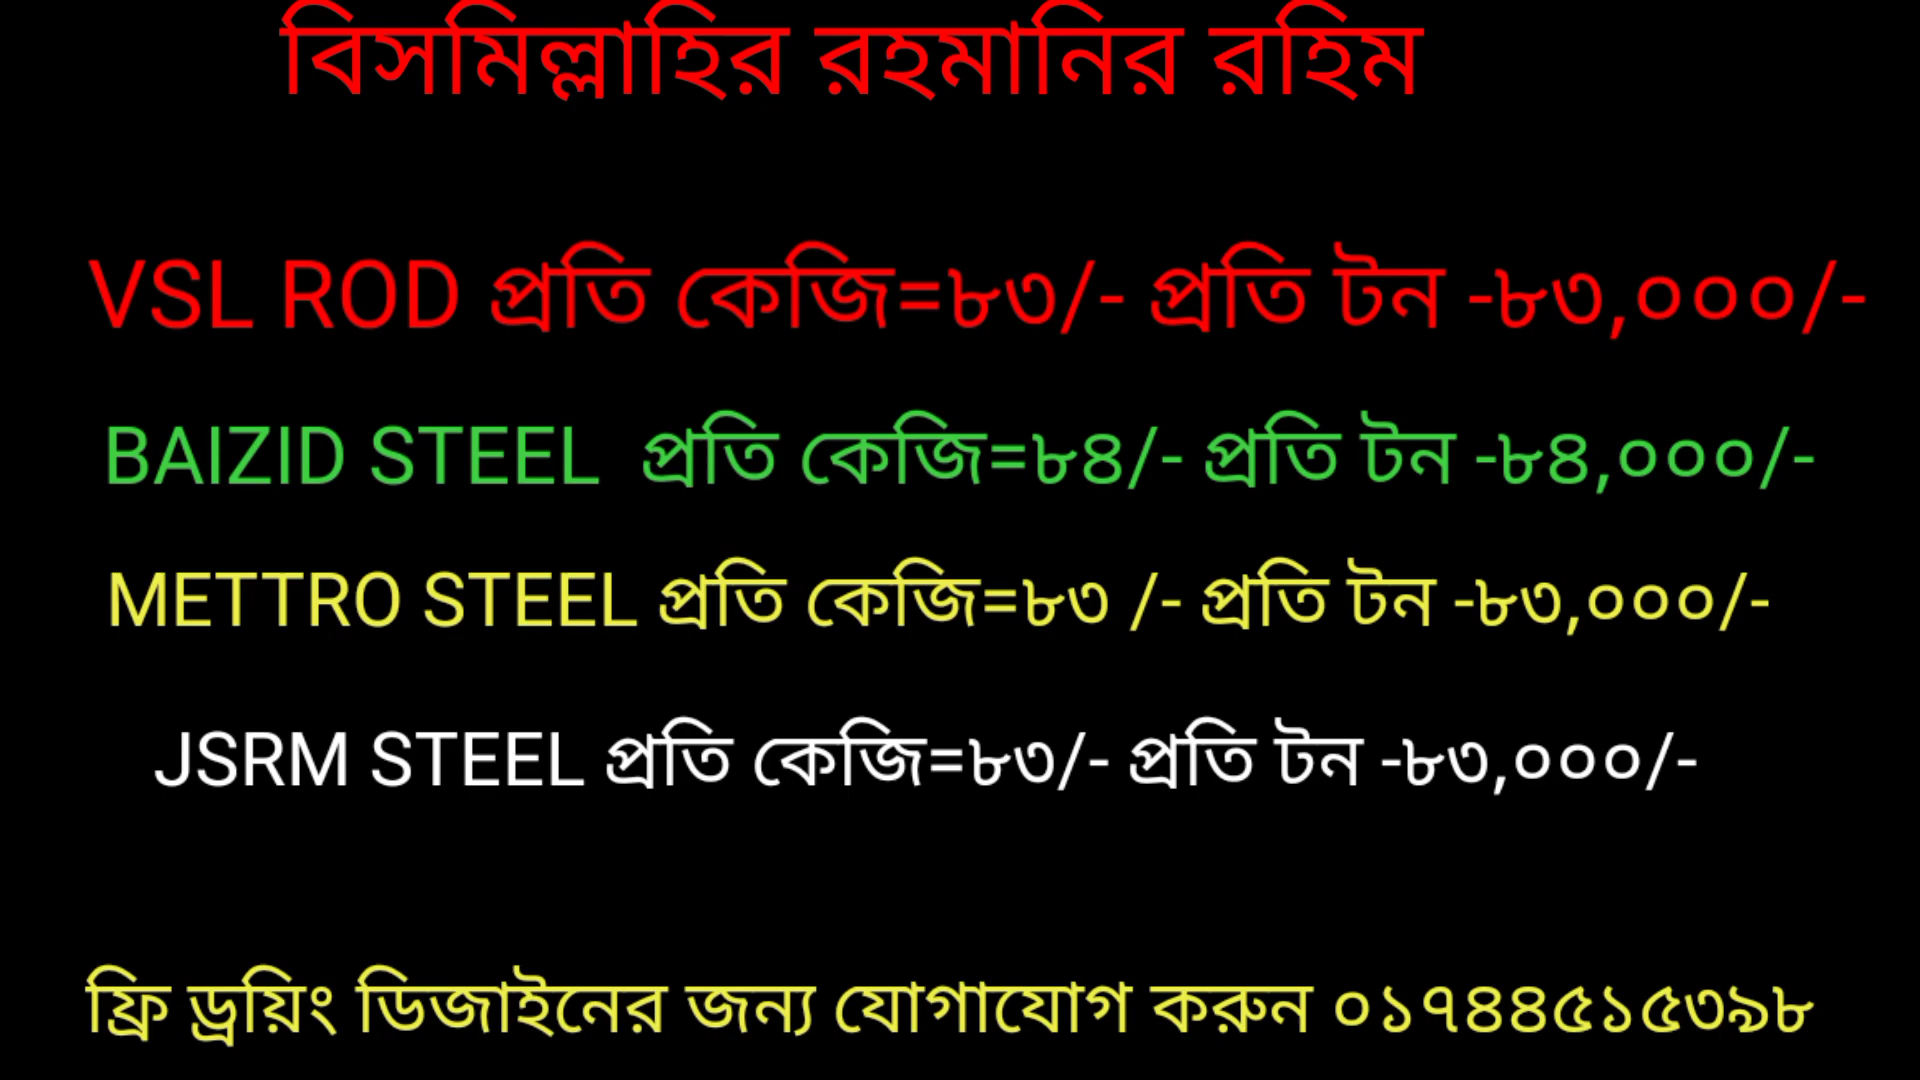 বিসমিল্লাহির রহমানির রহিম
VSL ROD প্রতি কেজি=৮৩/- প্রতি টন -৮৩,০০০/-
BAIZID STEEL প্রতি কেজি=৮৪/- প্রতি টন -৮৪,০০০/-
METTRO STEEL প্রতি কেজি=৮৩ /- প্রতি টন -৮৩,০০০/-
JSRM STEEL প্রতি কেজি=৮৩/- প্রতি টন -৮৩,০০০/-
ফ্রি ড্রয়িং ডিজাইনের জন্য যোগাযোগ করুন ০১৭৪৪৫১৫৩৯৮